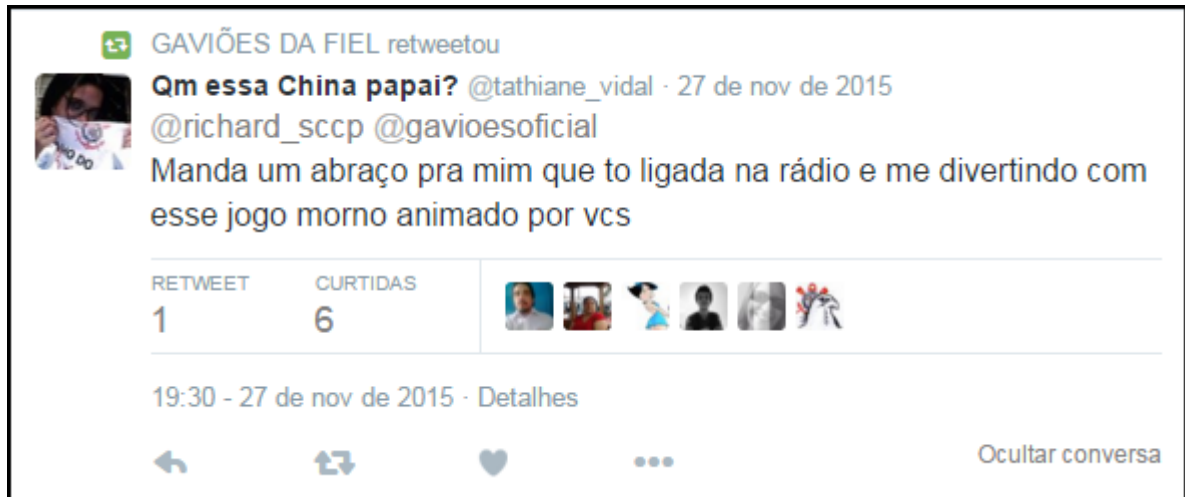 GAVIÕES DA FIEL retweetou
Qm essa China papai? @tathiane_vidal · 27 de nov de 2015
@richard_sccp @gavioesoficial
Manda um abraço pra mim que to ligada na rádio e me divertindo com
esse jogo morno animado por vcs
RETWEET CURTIDAS
1 6
19:30 - 27 de nov de 2015 · Detalhes
Ocultar conversa